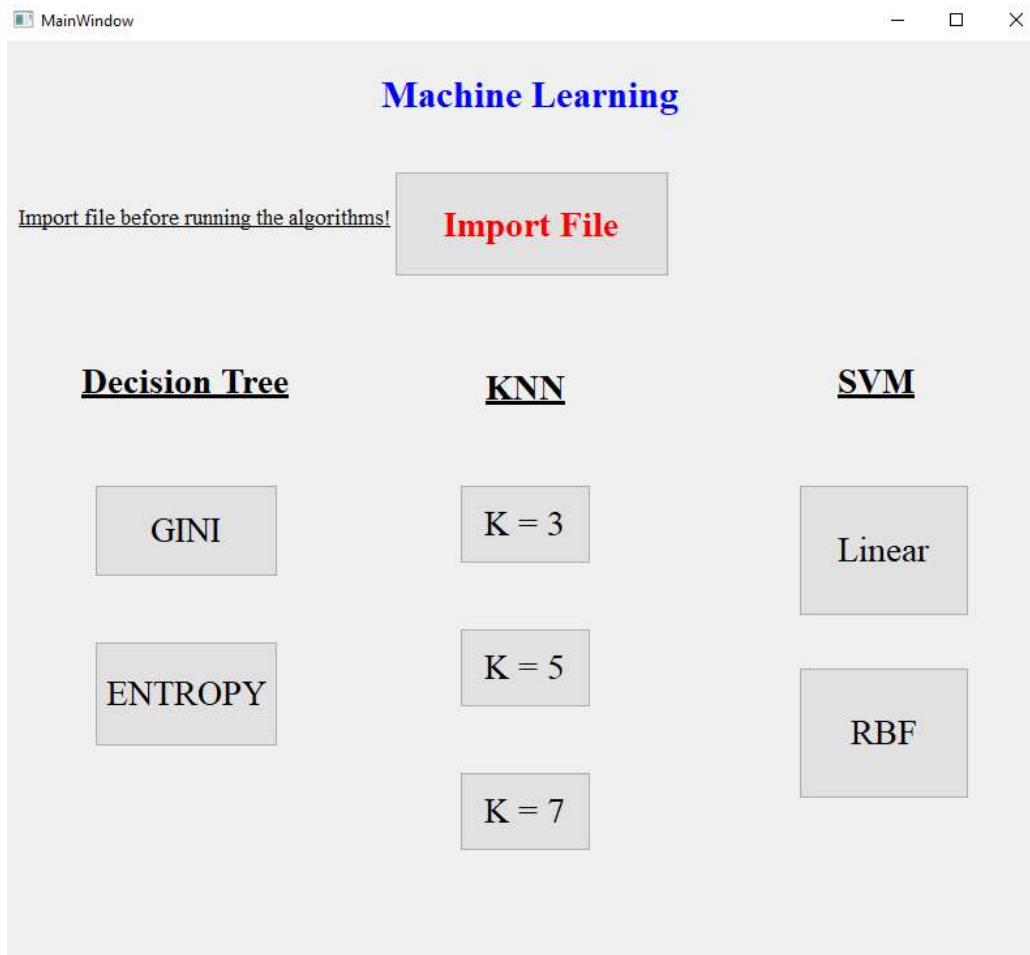 MainWindow
Machine Learning
Import file before running the algorithms!
Import File
Decision Tree
KNN
SVM
GINI
K = 3
Linear
ENTROPY
K = 5
RBF
K = 7